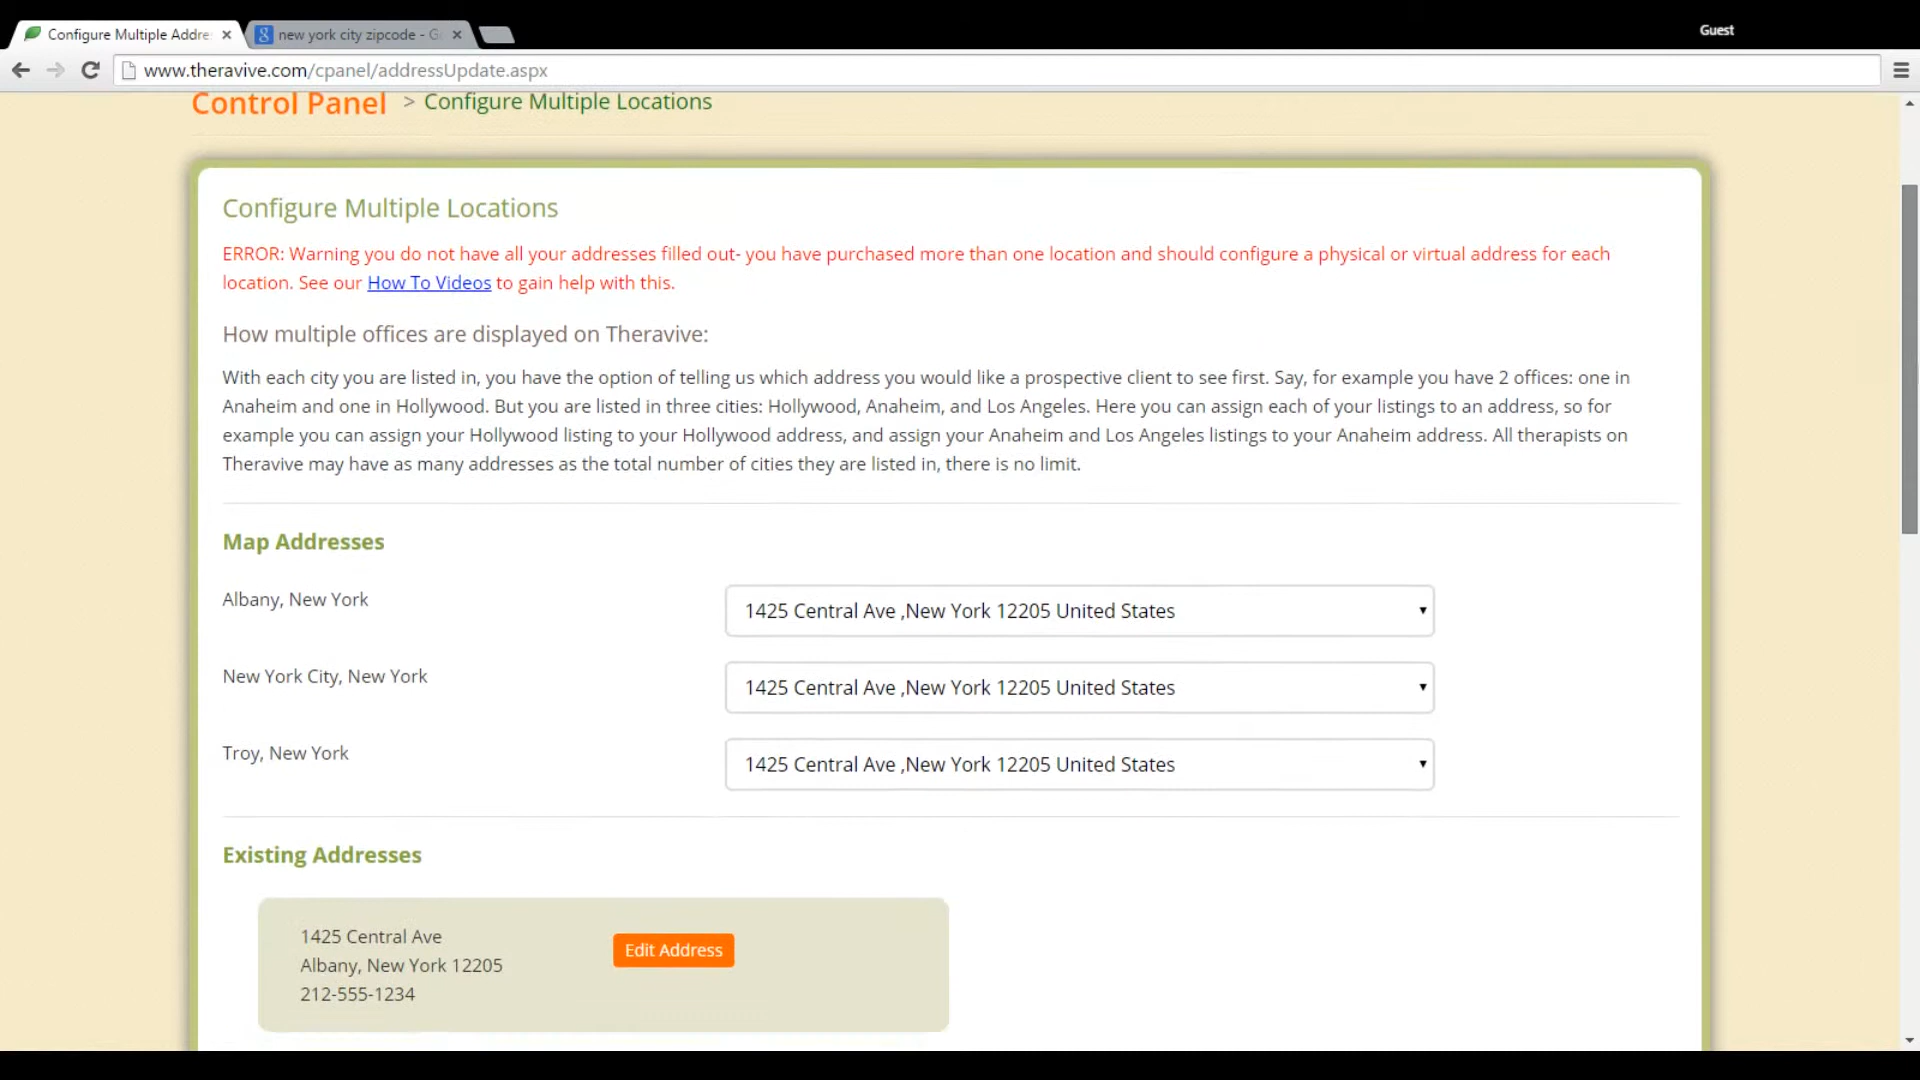 Guest
Configure Multiple Addre
new york city zipcode - G
www.theravive.com/cpanel/addressUpdate.aspx
Control Panel > Configure Multiple Locations
Configure Multiple Locations
ERROR: Warning you do not have all your addresses filled out- you have purchased more than one location and should configure a physical or virtual address for each
location. See our How To Videos to gain help with this.
How multiple offices are displayed on Theravive:
With each city you are listed in, you have the option of telling us which address you would like a prospective client to see first. Say, for example you have 2 offices: one in
Anaheim and one in Hollywood. But you are listed in three cities: Hollywood, Anaheim, and Los Angeles. Here you can assign each of your listings to an address, so for
example you can assign your Hollywood listing to your Hollywood address, and assign your Anaheim and Los Angeles listings to your Anaheim address. All therapists on
Theravive may have as many addresses as the total number of cities they are listed in, there is no limit.
Map Addresses
Albany, New York
1425 Central Ave ,New York 12205 United States
New York City, New York
1425 Central Ave ,New York 12205 United States
Troy, New York
1425 Central Ave ,New York 12205 United States
Existing Addresses
1425 Central Ave
Albany, New York 12205
212-555-1234
Edit Address